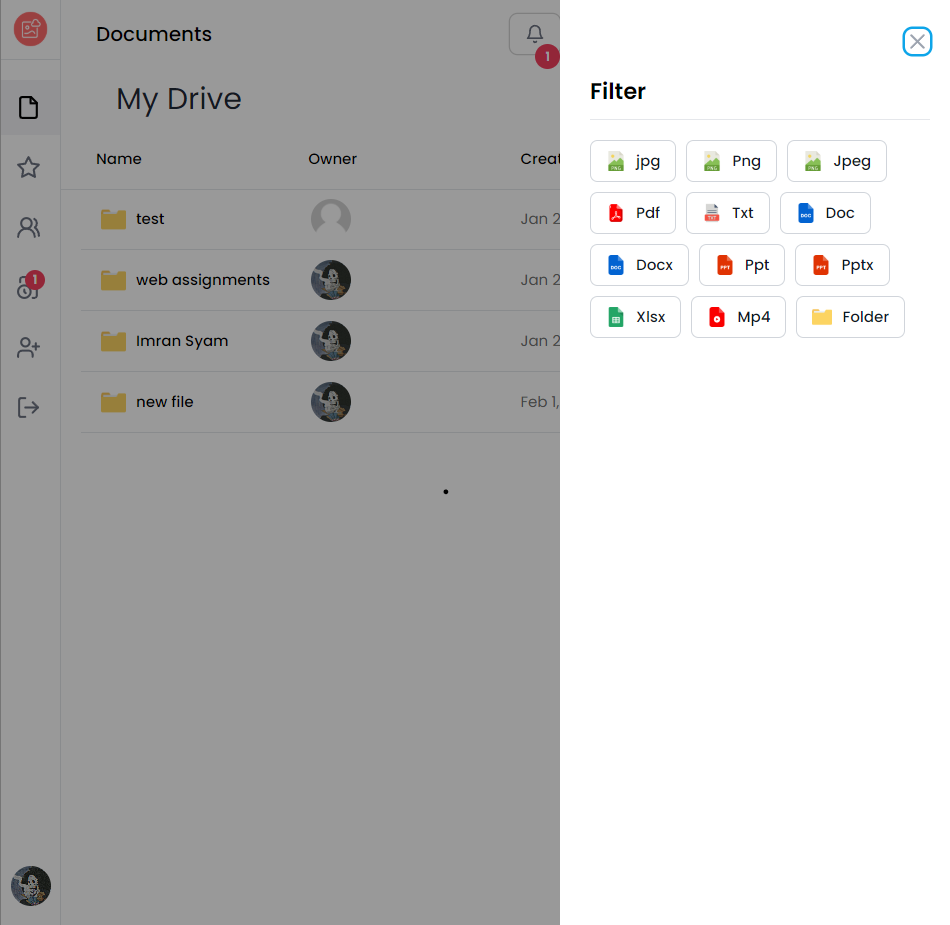 Documents
1
My Drive
Name Owner Creat
test Jan 2
web assignments Jan 2
1
Imran Syam Jan 2
new file Feb 1,
Filter
jpg Png Jpeg
Pdf Txt Doc
Docx Ppt Pptx
Xlsx Mp4 Folder